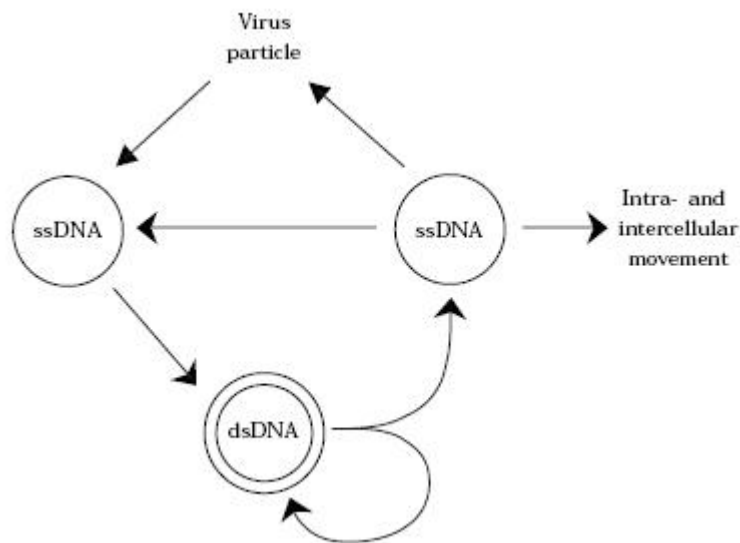 Virus
particle
ssDNA
ssDNA
Intra- and
intercellular
movement
dsDNA